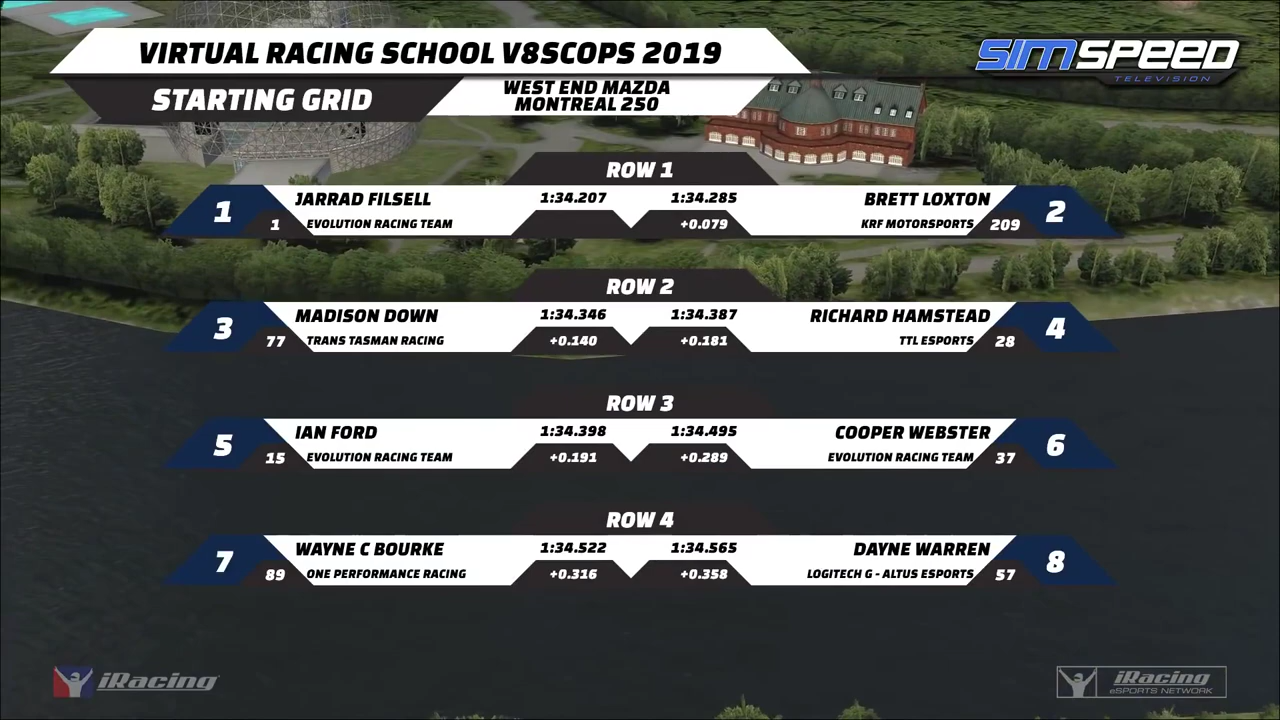 VIRTUAL RACING SCHOOL V8SCOPS 2019
SIMSPEED
TELEVISION
STARTING GRID
WEST END MAZDA
MONTREAL 250
ROW 1
1 JARRAD FILSELL 1:34.207 1:34.285 BRETT LOXTON 2
1 EVOLUTION RACING TEAM +0.079 KRF MOTORSPORTS 209
ROW 2
3 MADISON DOWN 1:34.346 1:34.387 RICHARD HAMSTEAD 4
77 TRANS TASMAN RACING +0.140 +0.181 TTL ESPORTS 28
ROW 3
5 IAN FORD 1:34.398 1:34.495 COOPER WEBSTER 6
15 EVOLUTION RACING TEAM +0.191 +0.289 EVOLUTION RACING TEAM 37
ROW 4
7 WAYNE C BOURKE 1:34.522 1:34.565 DAYNE WARREN 8
89 ONE PERFORMANCE RACING +0.316 +0.358 LOGITECH G - ALTUS ESPORTS 57
iRacing
iRacing
eSPORTS NETWORK